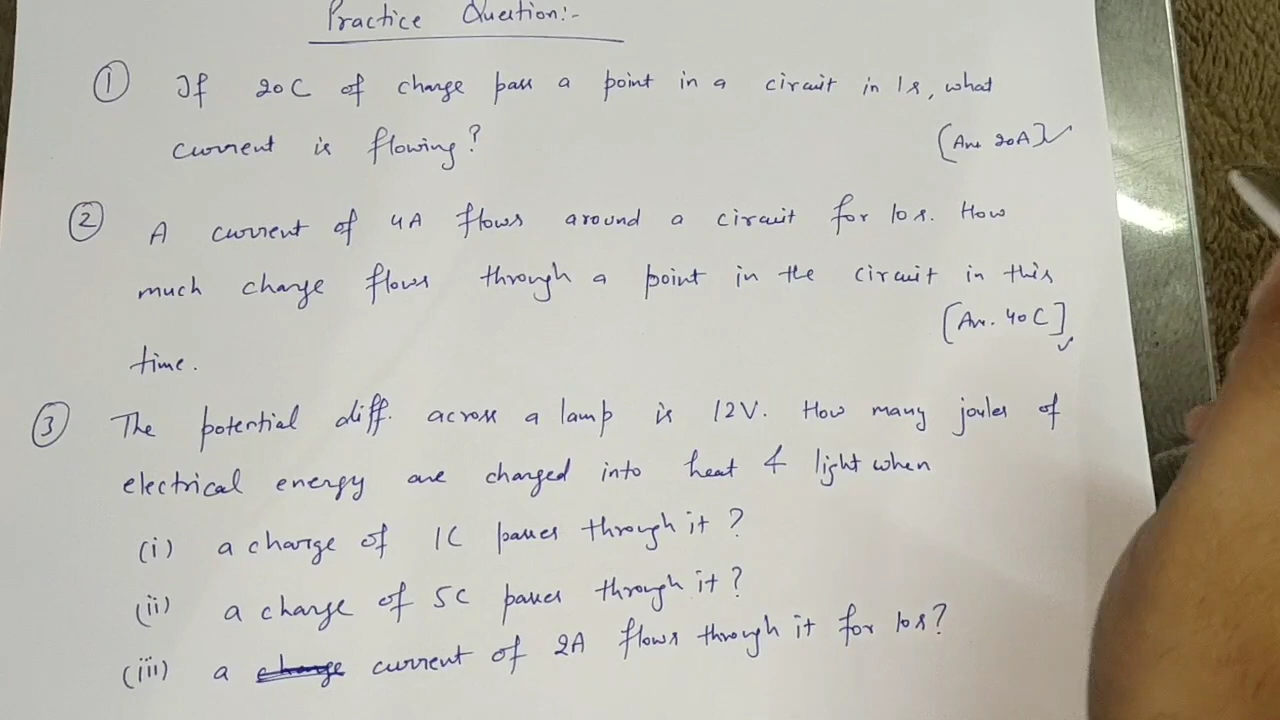 Practice Question:-
① If 20C of charge pass a point in a circuit in 1s, what
current is flowing?
[Ans 20A]
② A current of 4A flows around a circuit for 10s. How
much charge flows through a point in the circuit in this
[Ans. 40C]
time.
③ The potential diff. across a lamp is 12V. How many joules of
electrical energy are changed into heat & light when
(i) a charge of 1C passes through it?
(ii) a charge of 5C passes through it?
(iii) a charge current of 2A flows through it for 10s?